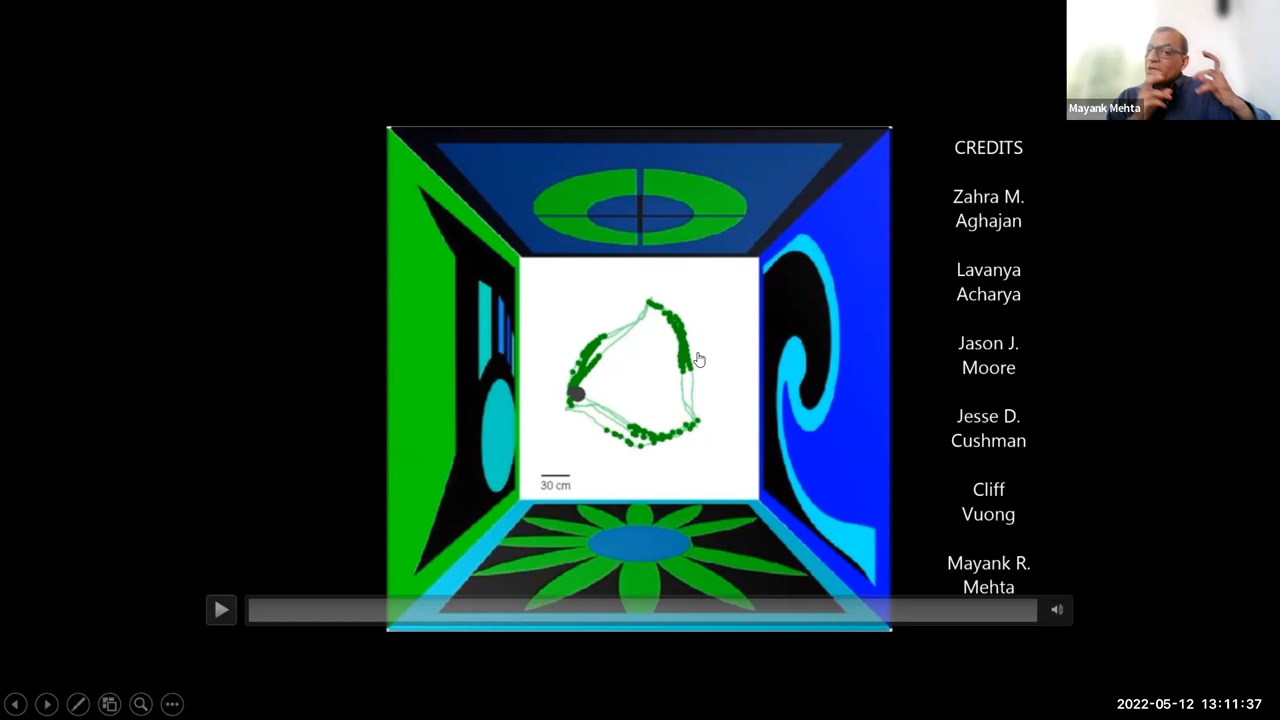 Mayank Mehta
CREDITS
Zahra M.
Aghajan
Lavanya
Acharya
Jason J.
Moore
Jesse D.
Cushman
Cliff
Vuong
Mayank R.
Mehta
30 cm
2022-05-12 13:11:37